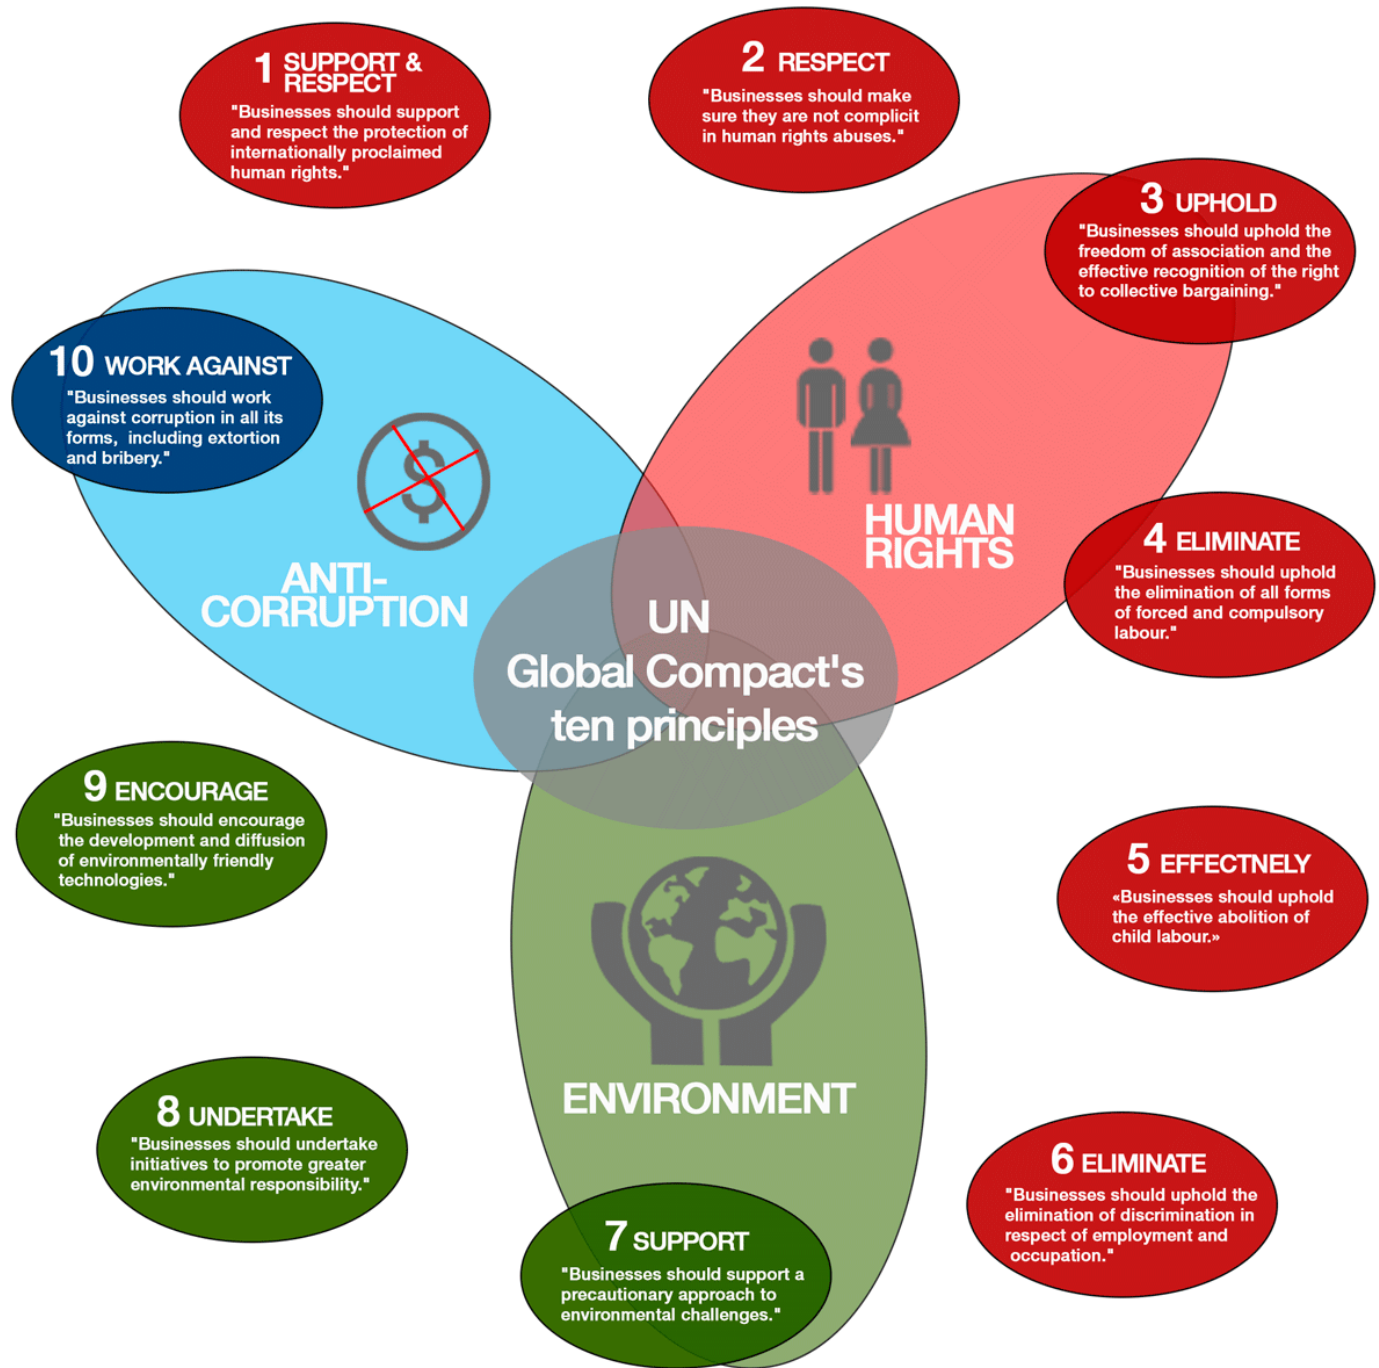 1 SUPPORT &
RESPECT
"Businesses should support
and respect the protection of
internationally proclaimed
human rights."
2 RESPECT
"Businesses should make
sure they are not complicit
in human rights abuses."
3 UPHOLD
"Businesses should uphold the
freedom of association and the
effective recognition of the right
to collective bargaining."
10 WORK AGAINST
"Businesses should work
against corruption in all its
forms, including extortion
and bribery."
$
ANTI-
CORRUPTION
HUMAN
RIGHTS
4 ELIMINATE
"Businesses should uphold
the elimination of all forms
of forced and compulsory
labour."
UN
Global Compact's
ten principles
9 ENCOURAGE
"Businesses should encourage
the development and diffusion
of environmentally friendly
technologies."
5 EFFECTNELY
«Businesses should uphold
the effective abolition of
child labour.»
ENVIRONMENT
8 UNDERTAKE
"Businesses should undertake
initiatives to promote greater
environmental responsibility."
6 ELIMINATE
"Businesses should uphold the
elimination of discrimination in
respect of employment and
occupation."
7 SUPPORT
"Businesses should support a
precautionary approach to
environmental challenges."